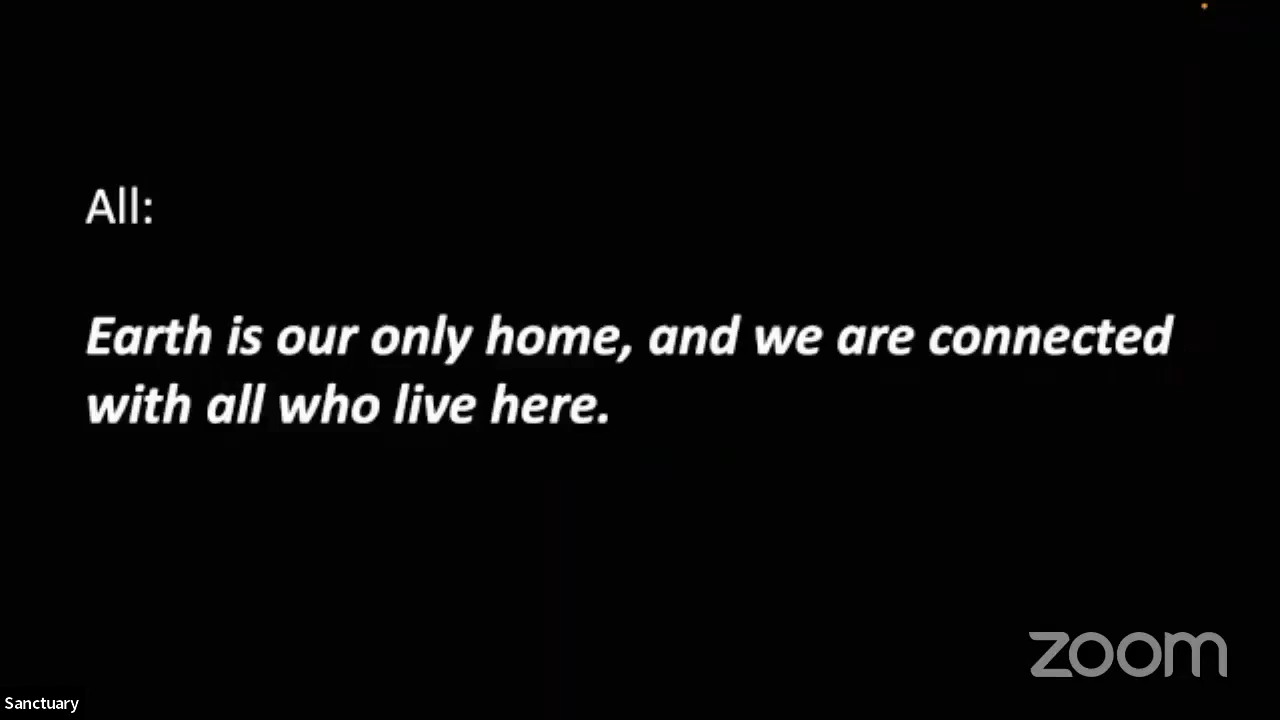 All:
Earth is our only home, and we are connected
with all who live here.
zoom
Sanctuary